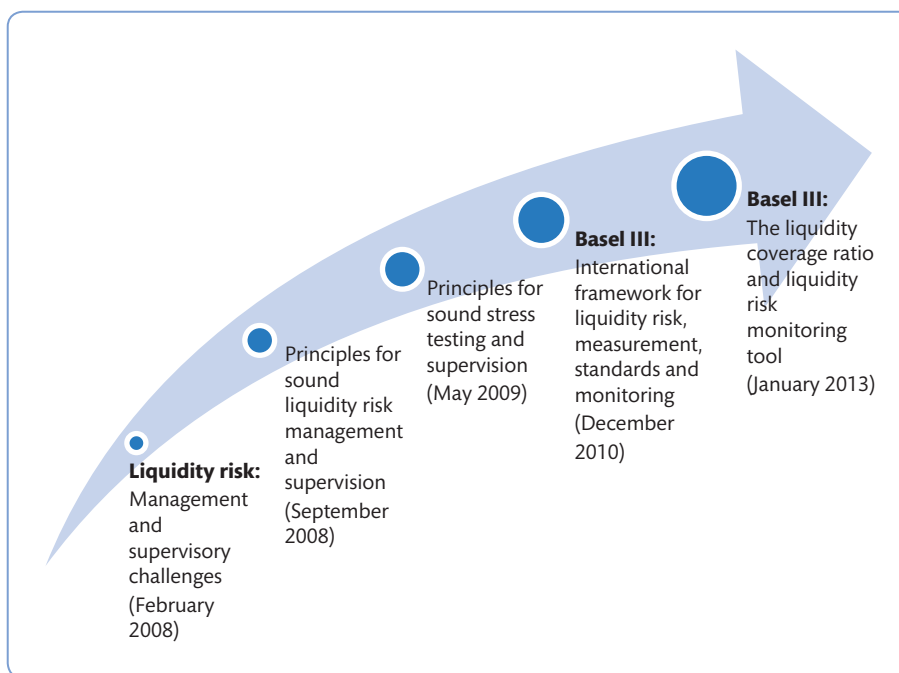 Liquidity risk:
Management
and
supervisory
challenges
(February
2008)
Principles for
sound
liquidity risk
management
and
supervision
(September
2008)
Principles for
sound stress
testing and
supervision
(May 2009)
Basel III:
International
framework for
liquidity risk,
measurement,
standards and
monitoring
(December
2010)
Basel III:
The liquidity
coverage ratio
and liquidity
risk
monitoring
tool
(January 2013)